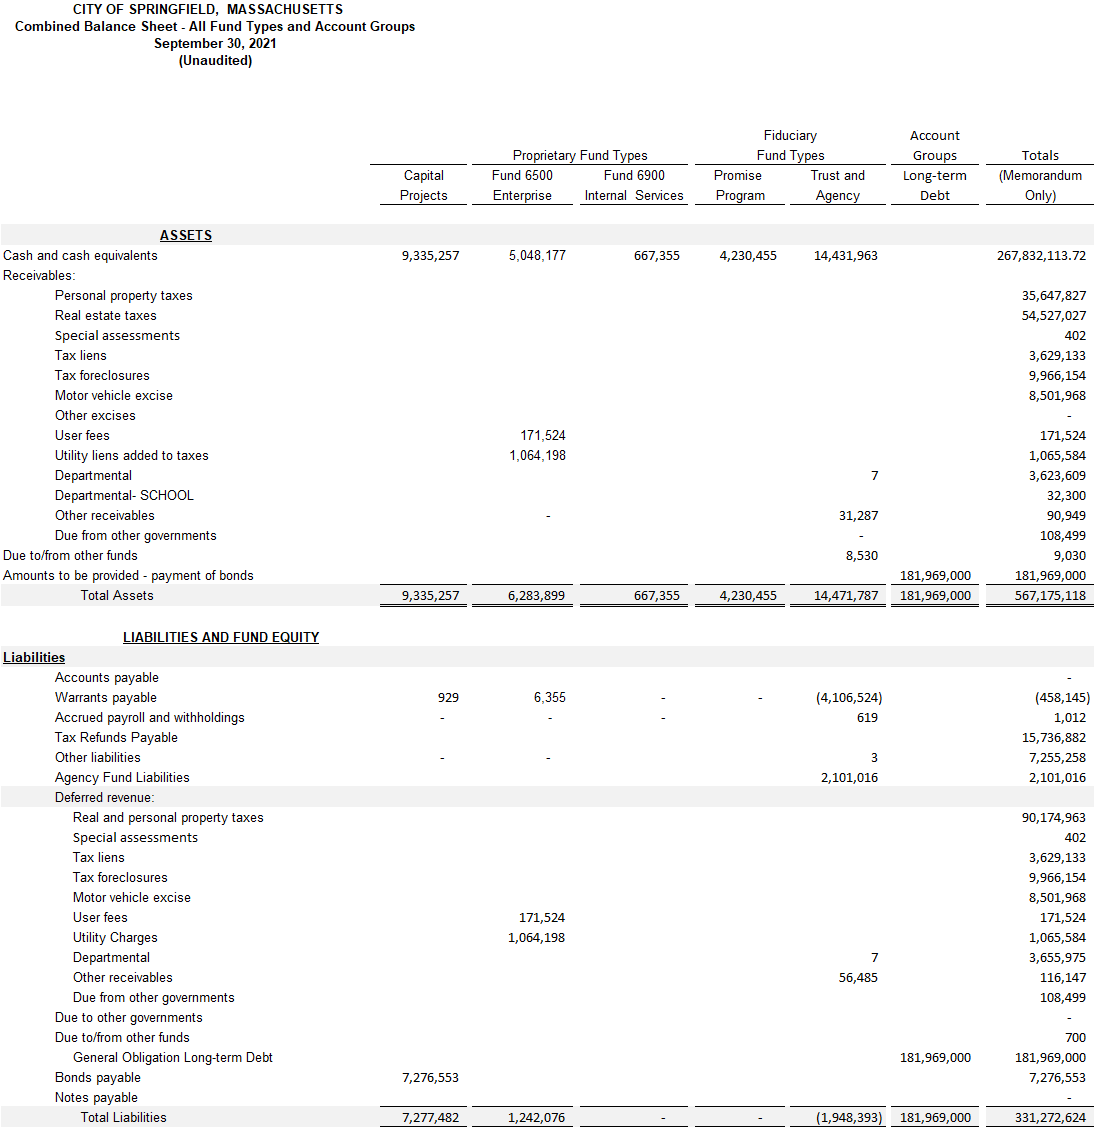 CITY OF SPRINGFIELD, MASSACHUSETTS
Combined Balance Sheet - All Fund Types and Account Groups
September 30, 2021
(Unaudited)
Fiduciary Account
Proprietary Fund Types Fund Types Groups Totals
Capital Fund 6500 Fund 6900 Promise Trust and Long-term (Memorandum
Projects Enterprise Internal Services Program Agency Debt Only)
ASSETS
Cash and cash equivalents 9,335,257 5,048,177 667,355 4,230,455 14,431,963 267,832,113.72
Receivables:
Personal property taxes 35,647,827
Real estate taxes 54,527,027
Special assessments 402
Tax liens 3,629,133
Tax foreclosures 9,966,154
Motor vehicle excise 8,501,968
Other excises -
User fees 171,524 171,524
Utility liens added to taxes 1,064,198 1,065,584
Departmental 7 3,623,609
Departmental- SCHOOL 32,300
Other receivables - 31,287 90,949
Due from other governments - 108,499
Due to/from other funds 8,530 9,030
Amounts to be provided - payment of bonds 181,969,000 181,969,000
Total Assets 9,335,257 6,283,899 667,355 4,230,455 14,471,787 181,969,000 567,175,118
LIABILITIES AND FUND EQUITY
Liabilities
Accounts payable -
Warrants payable 929 6,355 - - (4,106,524) (458,145)
Accrued payroll and withholdings - - - 619 1,012
Tax Refunds Payable 15,736,882
Other liabilities - - 3 7,255,258
Agency Fund Liabilities 2,101,016 2,101,016
Deferred revenue:
Real and personal property taxes 90,174,963
Special assessments 402
Tax liens 3,629,133
Tax foreclosures 9,966,154
Motor vehicle excise 8,501,968
User fees 171,524 171,524
Utility Charges 1,064,198 1,065,584
Departmental 7 3,655,975
Other receivables 56,485 116,147
Due from other governments 108,499
Due to other governments -
Due to/from other funds 700
General Obligation Long-term Debt 181,969,000 181,969,000
Bonds payable 7,276,553 7,276,553
Notes payable -
Total Liabilities 7,277,482 1,242,076 - - (1,948,393) 181,969,000 331,272,624